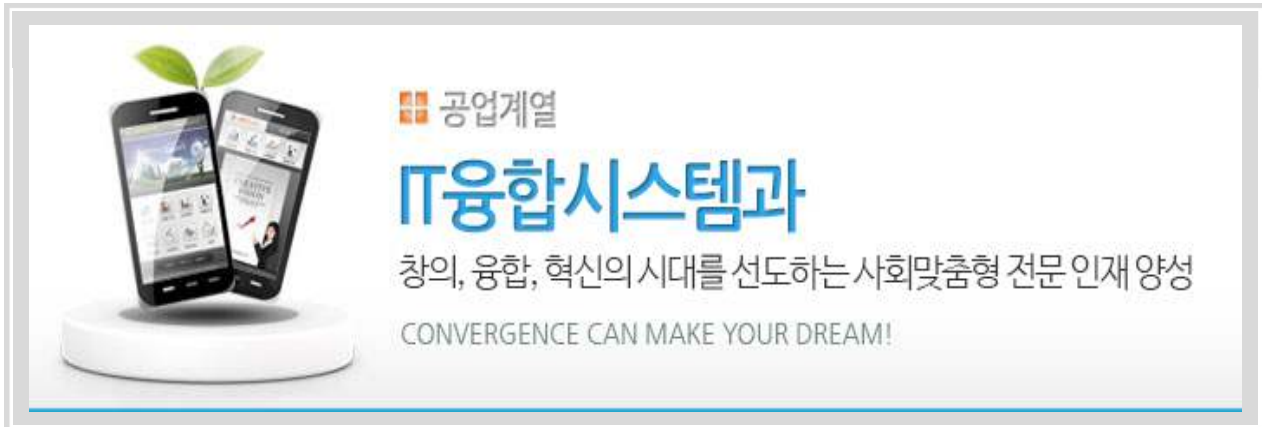 공업계열
IT융합시스템과
창의, 융합, 혁신의 시대를 선도하는 사회맞춤형 전문 인재 양성
CONVERGENCE CAN MAKE YOUR DREAM!